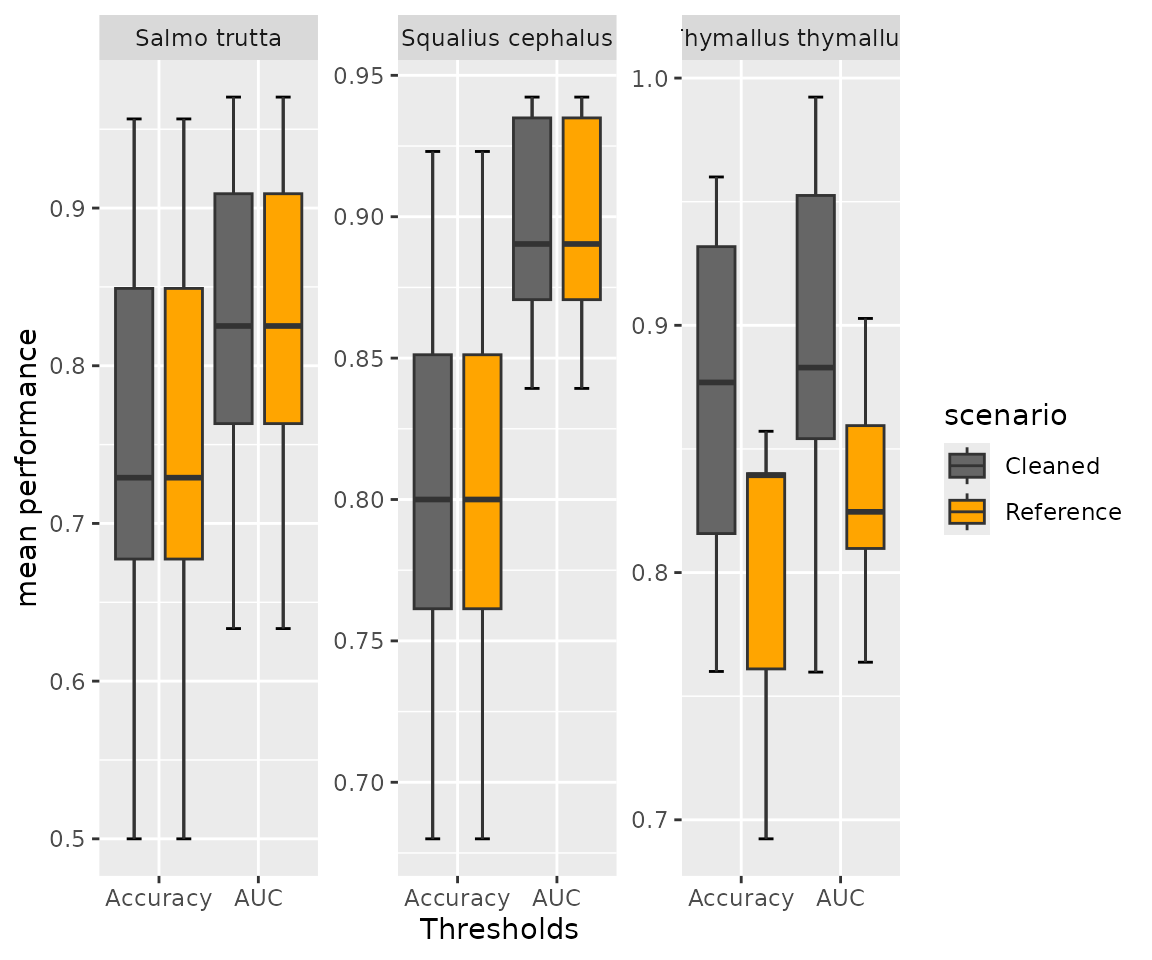 Salmo trutta
Squalius cephalus
hymallus thymallu
mean performance
0.9
0.8
0.7
0.6
0.5
0.95
0.90
0.85
0.80
0.75
0.70
1.0
0.9
0.8
0.7
Accuracy AUC
Accuracy AUC
Accuracy AUC
Thresholds
scenario
Cleaned
Reference